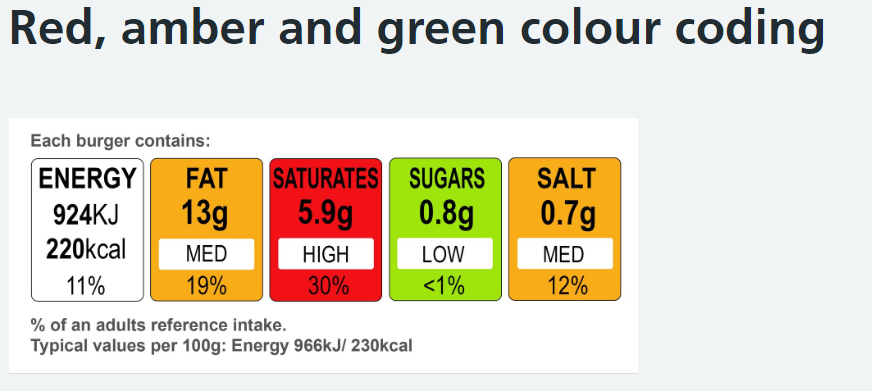 Red, amber and green colour coding
Each burger contains:
ENERGY FAT SATURATES SUGARS SALT
924KJ 13g 5.9g 0.8g 0.7g
220kcal MED HIGH LOW MED
11% 19% 30% <1% 12%
% of an adults reference intake.
Typical values per 100g: Energy 966kJ/ 230kcal